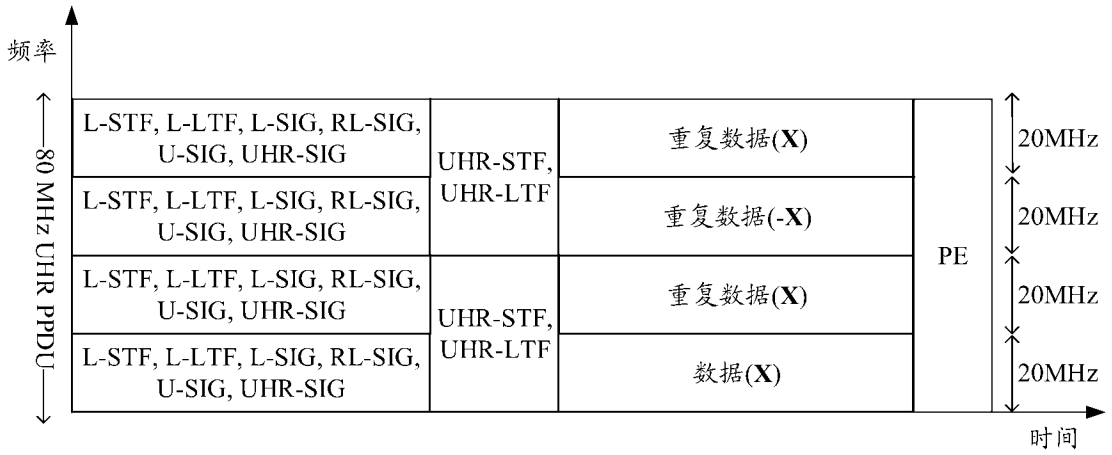 频率
80 MHz UHR PPDU
L-STF, L-LTF, L-SIG, RL-SIG,
U-SIG, UHR-SIG
L-STF, L-LTF, L-SIG, RL-SIG,
U-SIG, UHR-SIG
L-STF, L-LTF, L-SIG, RL-SIG,
U-SIG, UHR-SIG
L-STF, L-LTF, L-SIG, RL-SIG,
U-SIG, UHR-SIG
UHR-STF,
UHR-LTF
UHR-STF,
UHR-LTF
重复数据(X)
重复数据(-X)
重复数据(X)
数据(X)
PE
20MHz
20MHz
20MHz
20MHz
时间